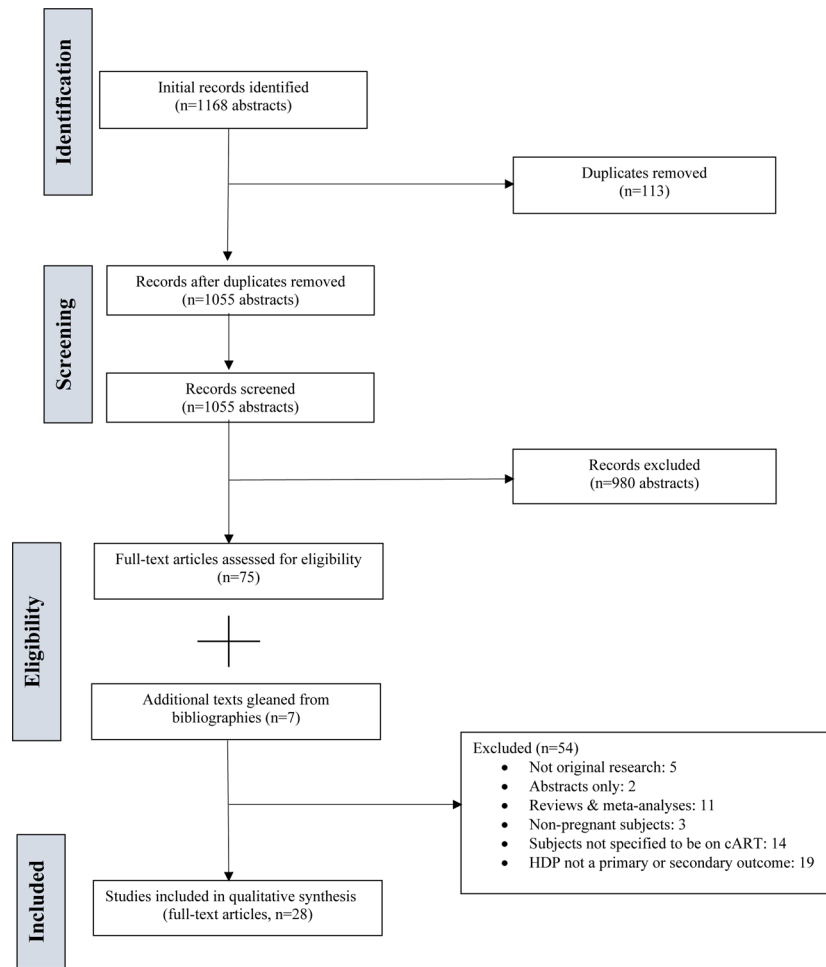 Identification
Initial records identified
(n=1168 abstracts)
Duplicates removed
(n=113)
Screening
Records after duplicates removed
(n=1055 abstracts)
Records screened
(n=1055 abstracts)
Records excluded
(n=980 abstracts)
Eligibility
Full-text articles assessed for eligibility
(n=75)
Additional texts gleaned from
bibliographies (n=7)
Excluded (n=54)
• Not original research: 5
• Abstracts only: 2
• Reviews & meta-analyses: 11
• Non-pregnant subjects: 3
• Subjects not specified to be on cART: 14
• HDP not a primary or secondary outcome: 19
Included
Studies included in qualitative synthesis
(full-text articles, n=28)